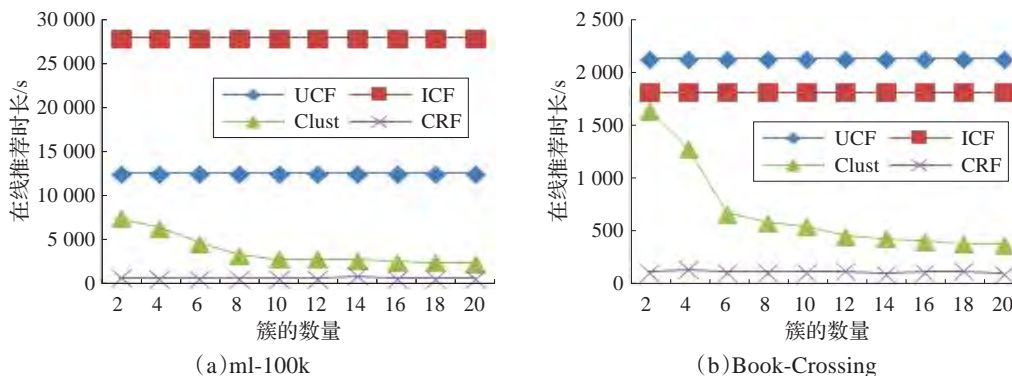 30 000
25 000
20 000
15 000
10 000
5 000
0
在线推荐时长/s
UCF ICF
Clust CRF
2 4 6 8 10 12 14 16 18 20
簇的数量
(a)ml-100k
2 500
2 000
1 500
1 000
500
0
在线推荐时长/s
UCF ICF
Clust CRF
2 4 6 8 10 12 14 16 18 20
簇的数量
(b)Book-Crossing